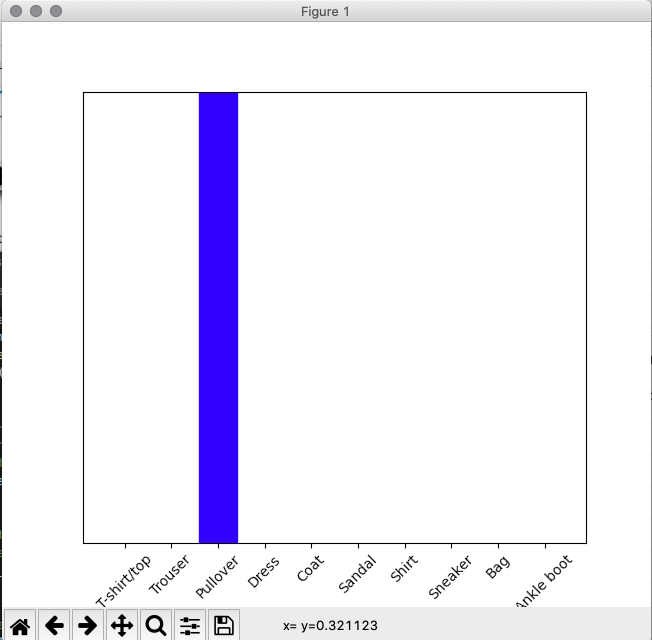 Figure 1
T-shirt/top
Trouser
Pullover
Dress
Coat
Sandal
Shirt
Sneaker
Bag
Ankle boot
x= y=0.321123